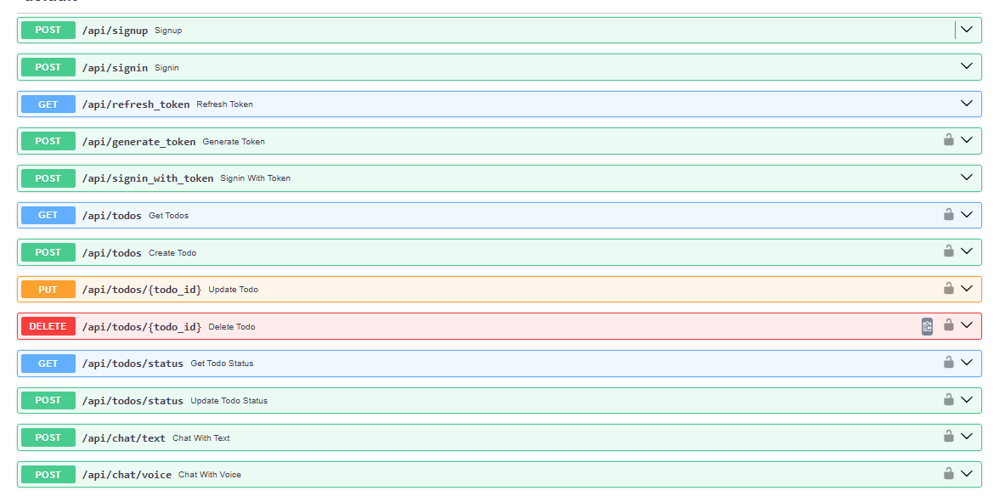 POST /api/signup Signup
POST /api/signin Signin
GET /api/refresh_token Refresh Token
POST /api/generate_token Generate Token
POST /api/signin_with_token Signin With Token
GET /api/todos Get Todos
POST /api/todos Create Todo
PUT /api/todos/{todo_id} Update Todo
DELETE /api/todos/{todo_id} Delete Todo
GET /api/todos/status Get Todo Status
POST /api/todos/status Update Todo Status
POST /api/chat/text Chat With Text
POST /api/chat/voice Chat With Voice